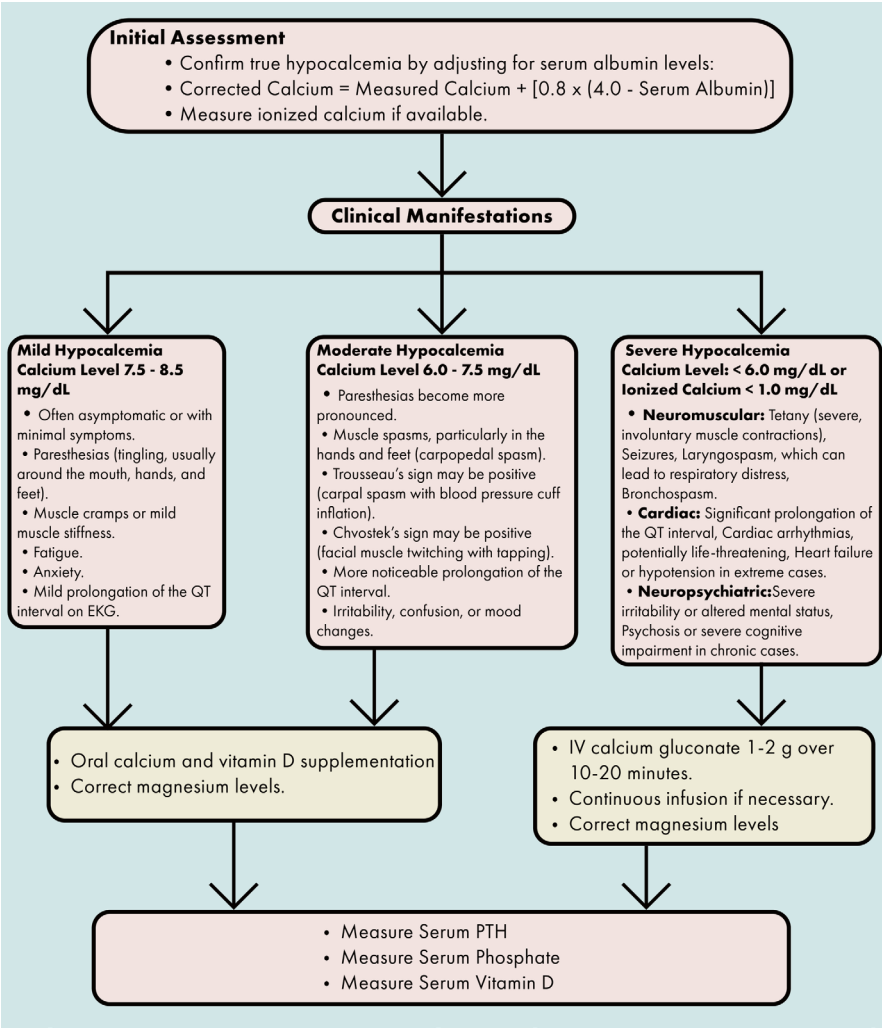 Initial Assessment
• Confirm true hypocalcemia by adjusting for serum albumin levels:
• Corrected Calcium = Measured Calcium + [0.8 x (4.0 - Serum Albumin)]
• Measure ionized calcium if available.
Clinical Manifestations
Mild Hypocalcemia
Calcium Level 7.5 - 8.5
mg/dL
• Often asymptomatic or with
minimal symptoms.
• Paresthesias (tingling, usually
around the mouth, hands, and
feet).
• Muscle cramps or mild
muscle stiffness.
• Fatigue.
• Anxiety.
• Mild prolongation of the QT
interval on EKG.
Moderate Hypocalcemia
Calcium Level 6.0 - 7.5 mg/dL
• Paresthesias become more
pronounced.
• Muscle spasms, particularly in the
hands and feet (carpopedal spasm).
• Trousseau's sign may be positive
(carpal spasm with blood pressure cuff
inflation).
• Chvostek's sign may be positive
(facial muscle twitching with tapping).
• More noticeable prolongation of the
QT interval.
• Irritability, confusion, or mood
changes.
Severe Hypocalcemia
Calcium Level: < 6.0 mg/dL or
Ionized Calcium < 1.0 mg/dL
• Neuromuscular: Tetany (severe,
involuntary muscle contractions),
Seizures, Laryngospasm, which can
lead to respiratory distress,
Bronchospasm.
• Cardiac: Significant prolongation of
the QT interval, Cardiac arrhythmias,
potentially life-threatening, Heart failure
or hypotension in extreme cases.
• Neuropsychiatric:Severe
irritability or altered mental status,
Psychosis or severe cognitive
impairment in chronic cases.
• Oral calcium and vitamin D supplementation
• Correct magnesium levels.
• IV calcium gluconate 1-2 g over
10-20 minutes.
• Continuous infusion if necessary.
• Correct magnesium levels
• Measure Serum PTH
• Measure Serum Phosphate
• Measure Serum Vitamin D